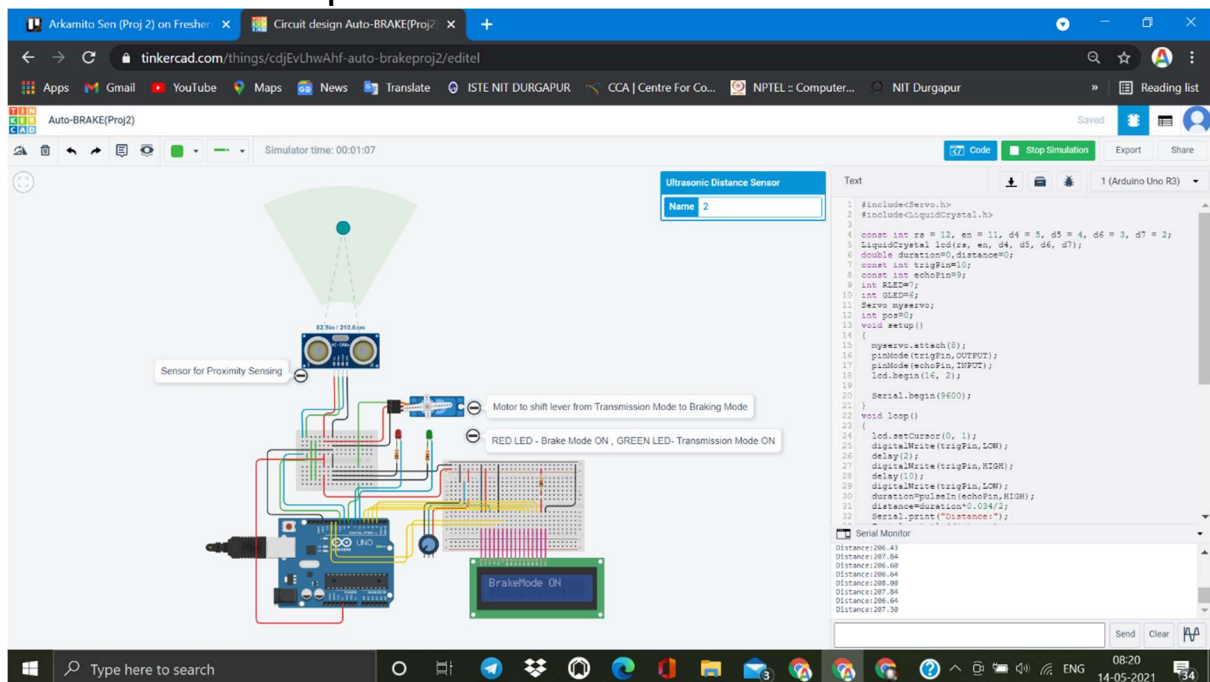 Arkamito Sen (Proj 2) on Fresher
Circuit design Auto-BRAKE(Proj2)
tinkercad.com/things/cdjEvLhwAhf-auto-brakeproj2/editel
Apps
Gmail
YouTube
Maps
News
Translate
ISTE NIT DURGAPUR
CCA | Centre For Co...
NPTEL :: Computer...
NIT Durgapur
»
Reading list
TIN
KER
CAD
Auto-BRAKE(Proj2)
Saved
Simulator time: 00:01:07
Code
Stop Simulation
Export
Share
Ultrasonic Distance Sensor
Name 2
82.9in / 210.6cm
Sensor for Proximity Sensing
Motor to shift lever from Transmission Mode to Braking Mode
RED LED - Brake Mode ON , GREEN LED- Transmission Mode ON
UNO
BrakeMode ON
Text
1 (Arduino Uno R3)
1 #include<Servo.h>
2 #include<LiquidCrystal.h>
3
4 const int rs = 12, en = 11, d4 = 5, d5 = 4, d6 = 3, d7 = 2;
5 LiquidCrystal lcd(rs, en, d4, d5, d6, d7);
6 double duration=0,distance=0;
7 const int trigPin=10;
8 const int echoPin=9;
9 int RLED=7;
10 int GLED=6;
11 Servo myservo;
12 int pos=0;
13 void setup()
14 {
15 myservo.attach(8);
16 pinMode(trigPin,OUTPUT);
17 pinMode(echoPin,INPUT);
18 lcd.begin(16, 2);
19
20 Serial.begin(9600);
21 }
22 void loop()
23 {
24 lcd.setCursor(0, 1);
25 digitalWrite(trigPin,LOW);
26 delay(2);
27 digitalWrite(trigPin,HIGH);
28 delay(10);
29 digitalWrite(trigPin,LOW);
30 duration=pulseIn(echoPin,HIGH);
31 distance=duration*0.034/2;
32 Serial.print("Distance:");
Serial Monitor
Distance:206.43
Distance:207.84
Distance:206.60
Distance:206.64
Distance:208.00
Distance:207.84
Distance:206.64
Distance:207.30
Send
Clear
Type here to search
3
ENG
08:20
14-05-2021
34